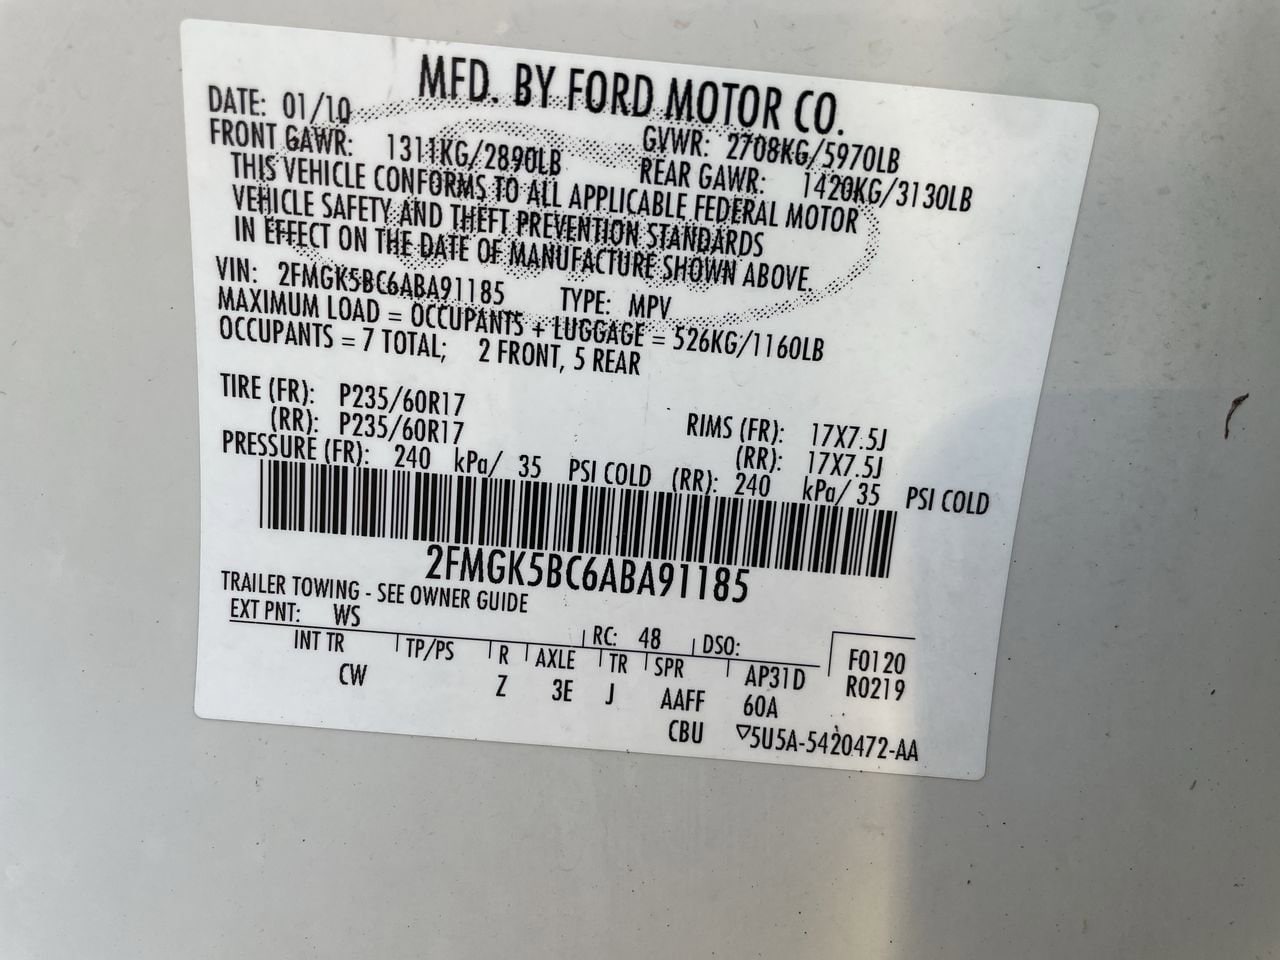 MFD. BY FORD MOTOR CO.
DATE: 01/10 GVWR: 2708KG/5970LB
FRONT GAWR: 1311KG/2890LB REAR GAWR: 1420KG/3130LB
THIS VEHICLE CONFORMS TO ALL APPLICABLE FEDERAL MOTOR
VEHICLE SAFETY AND THEFT PREVENTION STANDARDS
IN EFFECT ON THE DATE OF MANUFACTURE SHOWN ABOVE.
VIN: 2FMGK5BC6ABA91185 TYPE: MPV
MAXIMUM LOAD = OCCUPANTS + LUGGAGE = 526KG/1160LB
OCCUPANTS = 7 TOTAL; 2 FRONT, 5 REAR
TIRE (FR): P235/60R17 RIMS (FR): 17X7.5J
(RR): P235/60R17 (RR): 17X7.5J
PRESSURE (FR): 240 kPa/ 35 PSI COLD (RR): 240 kPa/ 35 PSI COLD
2FMGK5BC6ABA91185
TRAILER TOWING - SEE OWNER GUIDE
EXT PNT: WS RC: 48 DSO: F0120
INT TR TP/PS R AXLE TR SPR AP31D R0219
CW Z 3E J AAFF 60A
CBU ▽5U5A-5420472-AA